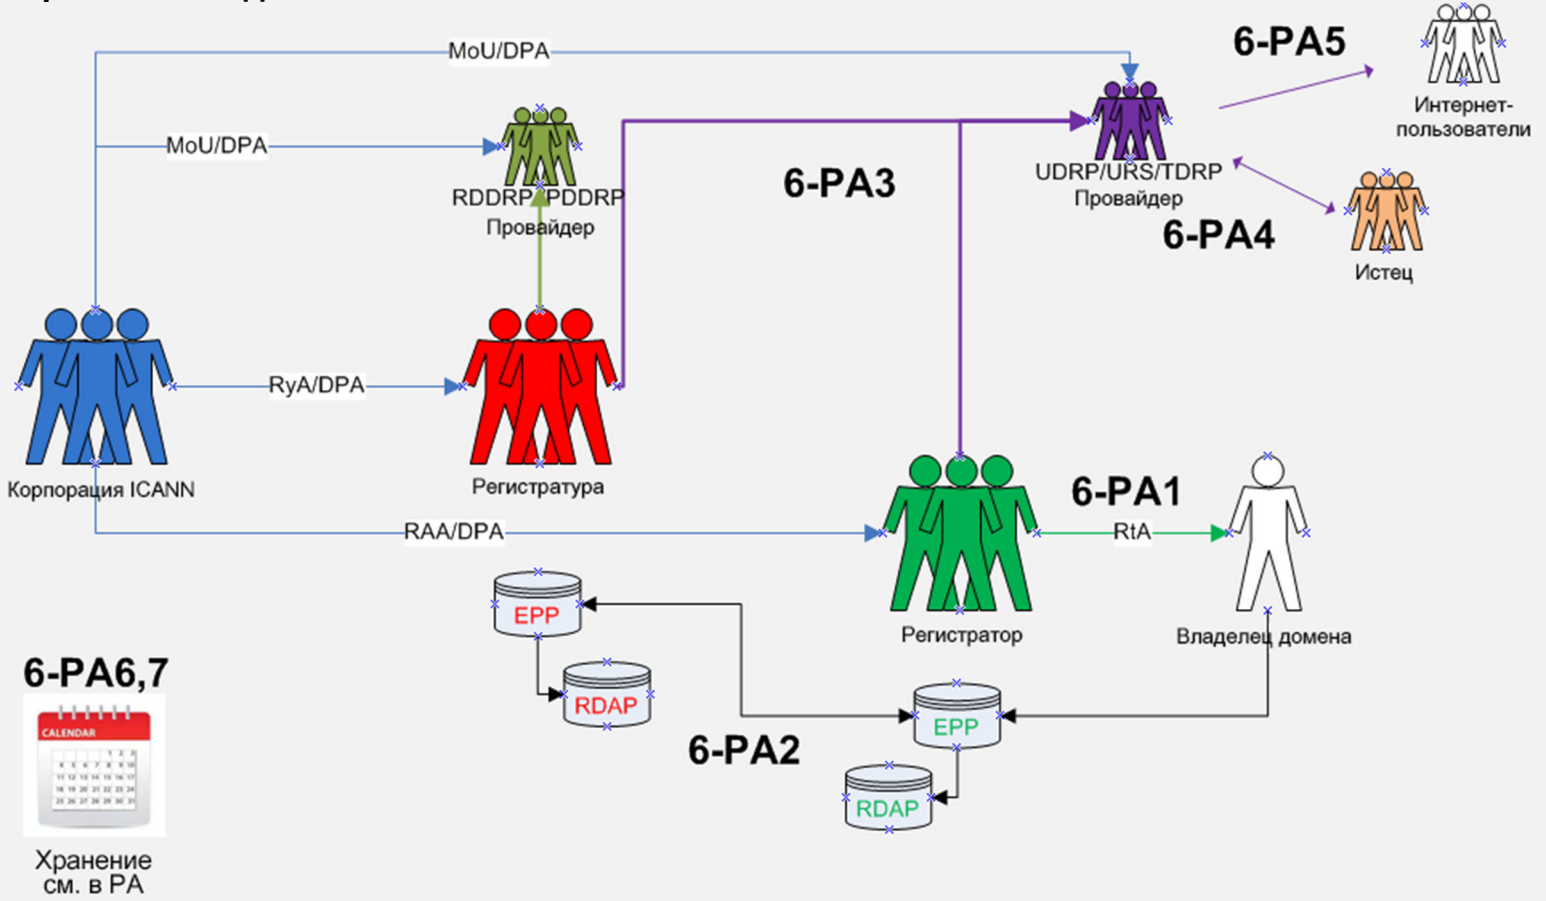 MoU/DPA
6-PA5
Интернет-
пользователи
MoU/DPA
RDDRP PDDRP
Провайдер
6-PA3
UDRP/URS/TDRP
Провайдер
6-PA4
Истец
RyA/DPA
Корпорация ICANN
Регистратура
RAA/DPA
6-PA1
RtA
Регистратор
Владелец домена
EPP
RDAP
6-PA2
EPP
RDAP
6-PA6,7
CALENDAR
Хранение
см. в PA